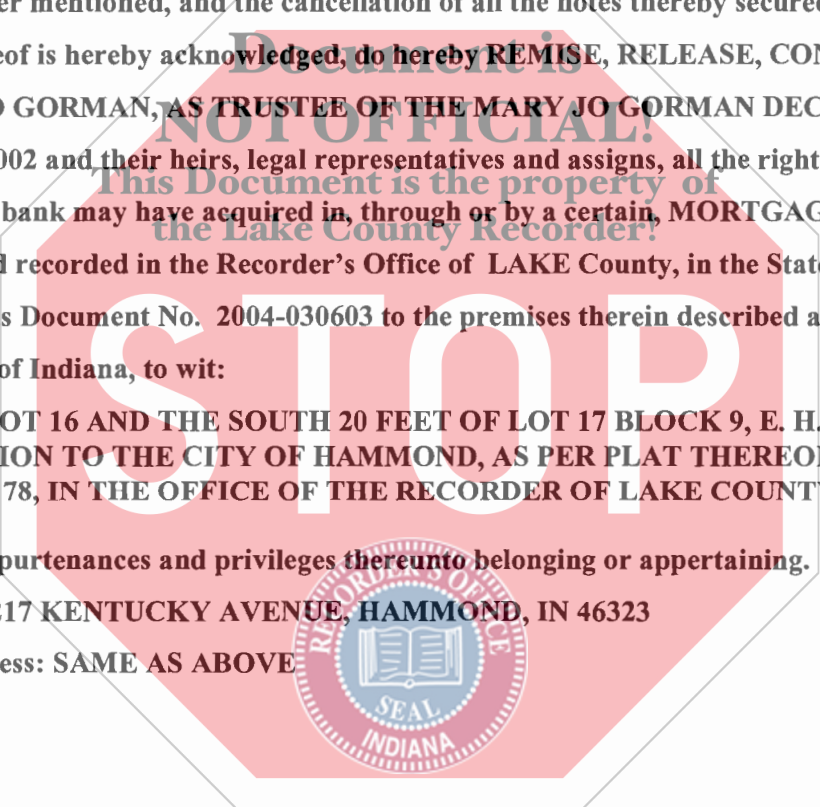 er mentioned, and the cancellation of all the notes thereby secured
eof is hereby acknowledged, do hereby REMISE, RELEASE, CON
Document is
O GORMAN, AS TRUSTEE OF THE MARY JO GORMAN DEC
NOT OFFICIAL!
002 and their heirs, legal representatives and assigns, all the right
This Document is the property of
bank may have acquired in, through or by a certain, MORTGAG
the Lake County Recorder!
d recorded in the Recorder's Office of LAKE County, in the State
s Document No. 2004-030603 to the premises therein described a
of Indiana, to wit:
STOP
OT 16 AND THE SOUTH 20 FEET OF LOT 17 BLOCK 9, E. H.
ION TO THE CITY OF HAMMOND, AS PER PLAT THEREOF
78, IN THE OFFICE OF THE RECORDER OF LAKE COUNTY
purtenances and privileges thereunto belonging or appertaining.
217 KENTUCKY AVENUE, HAMMOND, IN 46323
ess: SAME AS ABOVE
RECORDER'S OFFICE
SEAL
INDIANA